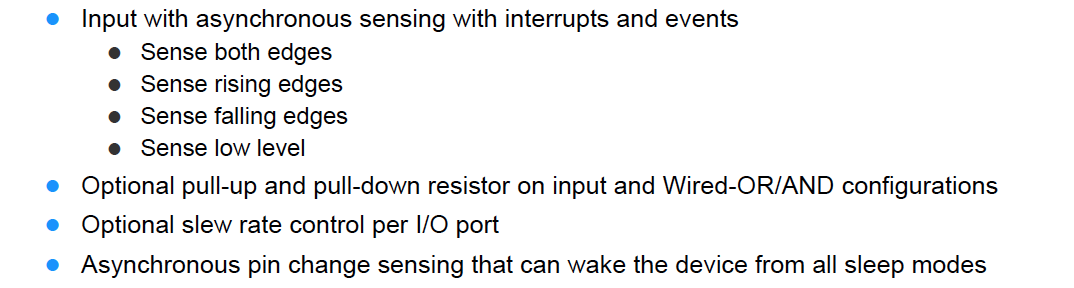 Input with asynchronous sensing with interrupts and events
Sense both edges
Sense rising edges
Sense falling edges
Sense low level
Optional pull-up and pull-down resistor on input and Wired-OR/AND configurations
Optional slew rate control per I/O port
Asynchronous pin change sensing that can wake the device from all sleep modes